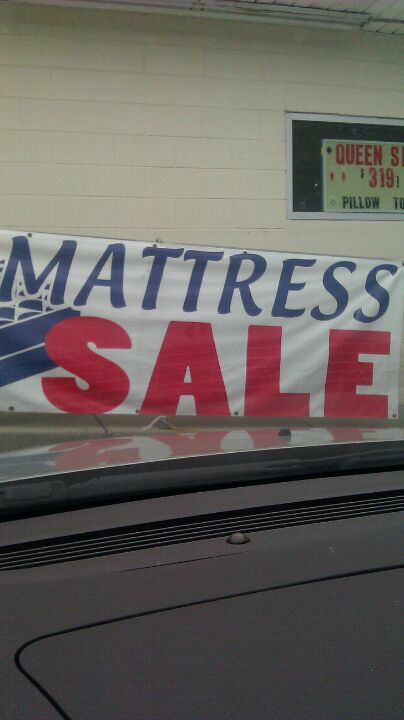 QUEEN
$319
PILLOW
MATTRESS
SALE